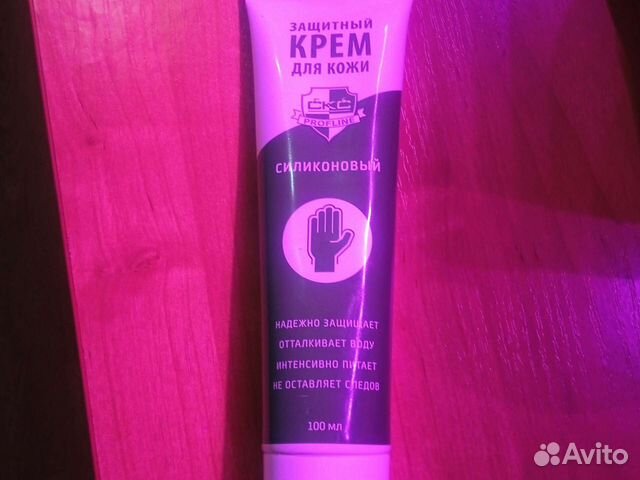 ЗАЩИТНЫЙ
КРЕМ
ДЛЯ КОЖИ
СКС
PROFLINE
СИЛИКОНОВЫЙ
НАДЕЖНО ЗАЩИЩАЕТ
ОТТАЛКИВАЕТ ВОДУ
ИНТЕНСИВНО ПИТАЕТ
НЕ ОСТАВЛЯЕТ СЛЕДОВ
100 мл
Avito